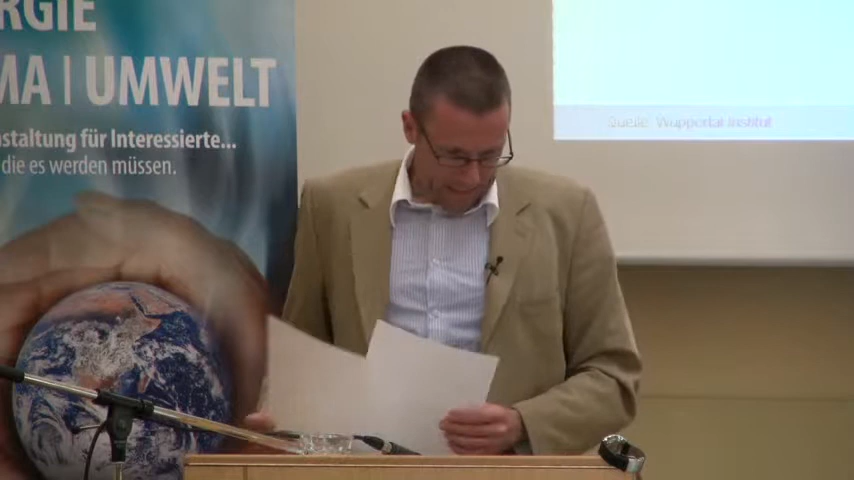 RGIE
MA | UMWELT
nstaltung für Interessierte...
die es werden müssen.
Quelle: Wuppertal Institut